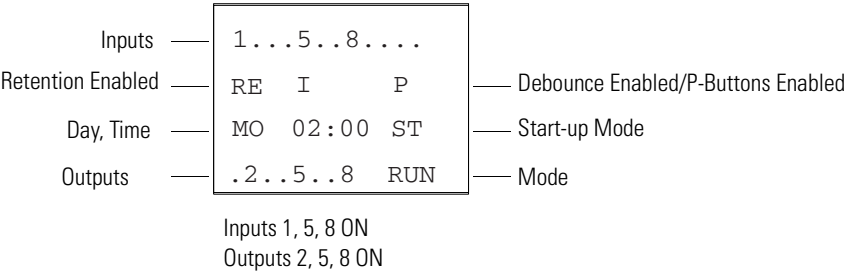 Inputs 1...5..8....
Retention Enabled RE I P Debounce Enabled/P-Buttons Enabled
Day, Time MO 02:00 ST Start-up Mode
Outputs .2..5..8 RUN Mode
Inputs 1, 5, 8 ON
Outputs 2, 5, 8 ON